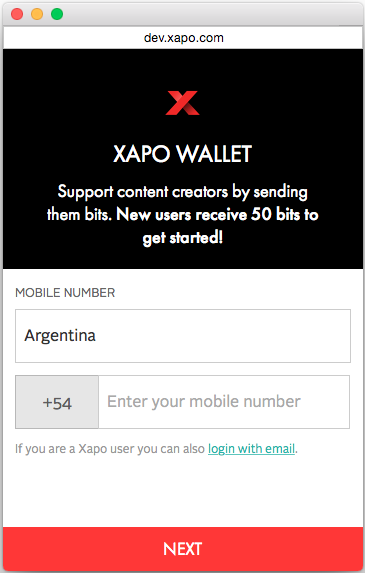 dev.xapo.com
XAPO WALLET
Support content creators by sending
them bits. New users receive 50 bits to
get started!
MOBILE NUMBER
Argentina
+54 Enter your mobile number
If you are a Xapo user you can also login with email.
NEXT